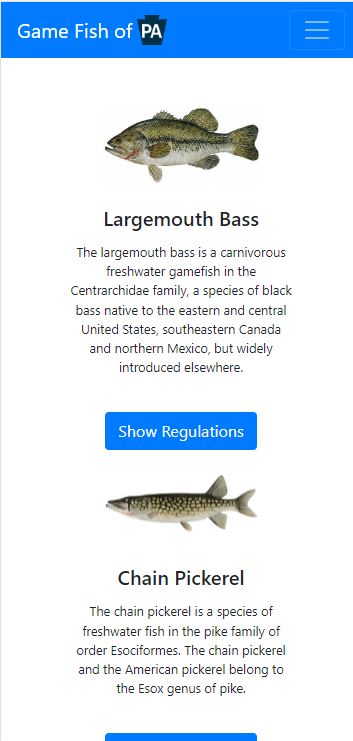 Game Fish of PA
Largemouth Bass
The largemouth bass is a carnivorous
freshwater gamefish in the
Centrarchidae family, a species of black
bass native to the eastern and central
United States, southeastern Canada
and northern Mexico, but widely
introduced elsewhere.
Show Regulations
Chain Pickerel
The chain pickerel is a species of
freshwater fish in the pike family of
order Esociformes. The chain pickerel
and the American pickerel belong to
the Esox genus of pike.